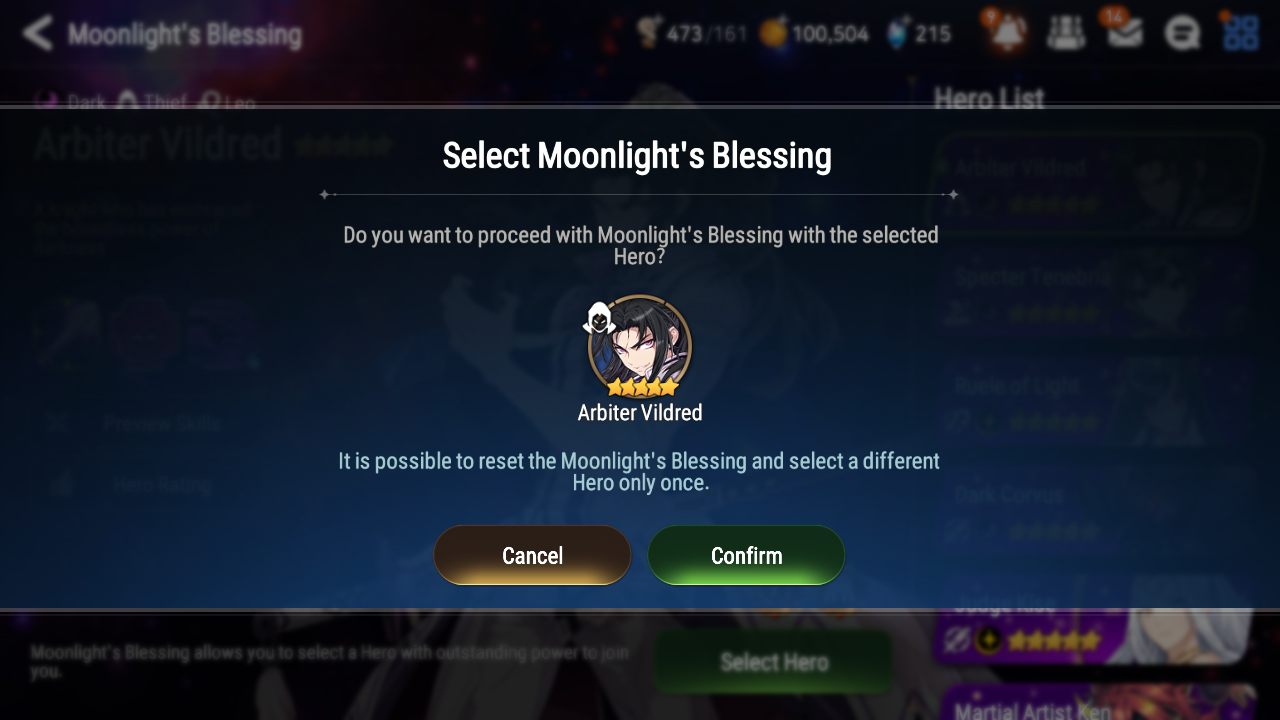 Moonlight's Blessing
473/161
100,504
215
9
14
Dark
Thief
Leo
Arbiter Vildred
Hero List
Arbiter Vildred
Specter Tenebria
Ruele of Light
Dark Corvus
Judge Kise
Martial Artist Ken
Select Moonlight's Blessing
Do you want to proceed with Moonlight's Blessing with the selected
Hero?
Arbiter Vildred
It is possible to reset the Moonlight's Blessing and select a different
Hero only once.
Cancel
Confirm
Preview Skills
Hero Rating
Moonlight's Blessing allows you to select a Hero with outstanding power to join
you.
Select Hero